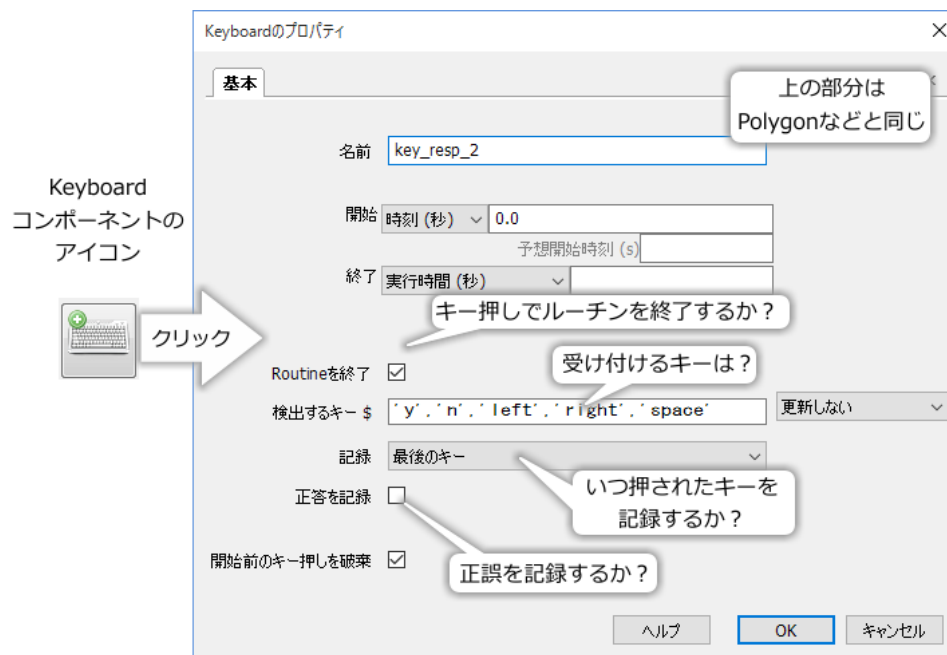 Keyboardのプロパティ
基本
上の部分は
Polygonなどと同じ
名前
key_resp_2
Keyboard
コンポーネントの
アイコン
開始
時刻 (秒)
0.0
予想開始時刻 (s)
終了
実行時間 (秒)
キー押しでルーチンを終了するか？
クリック
受け付けるキーは？
Routineを終了
検出するキー $
'y','n','left','right','space'
更新しない
記録
最後のキー
いつ押されたキーを
記録するか？
正答を記録
開始前のキー押しを破棄
正誤を記録するか？
ヘルプ
OK
キャンセル